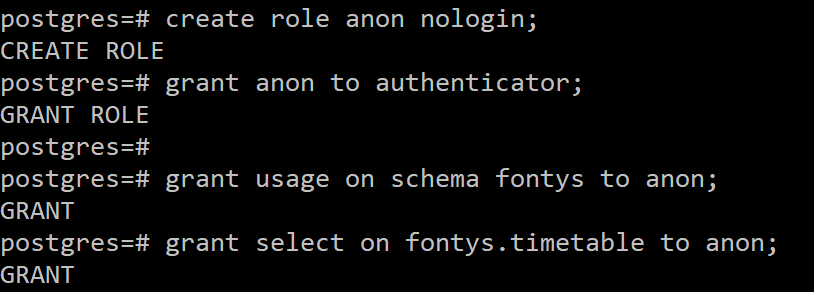 postgres=# create role anon nologin;
CREATE ROLE
postgres=# grant anon to authenticator;
GRANT ROLE
postgres=#
postgres=# grant usage on schema fontys to anon;
GRANT
postgres=# grant select on fontys.timetable to anon;
GRANT